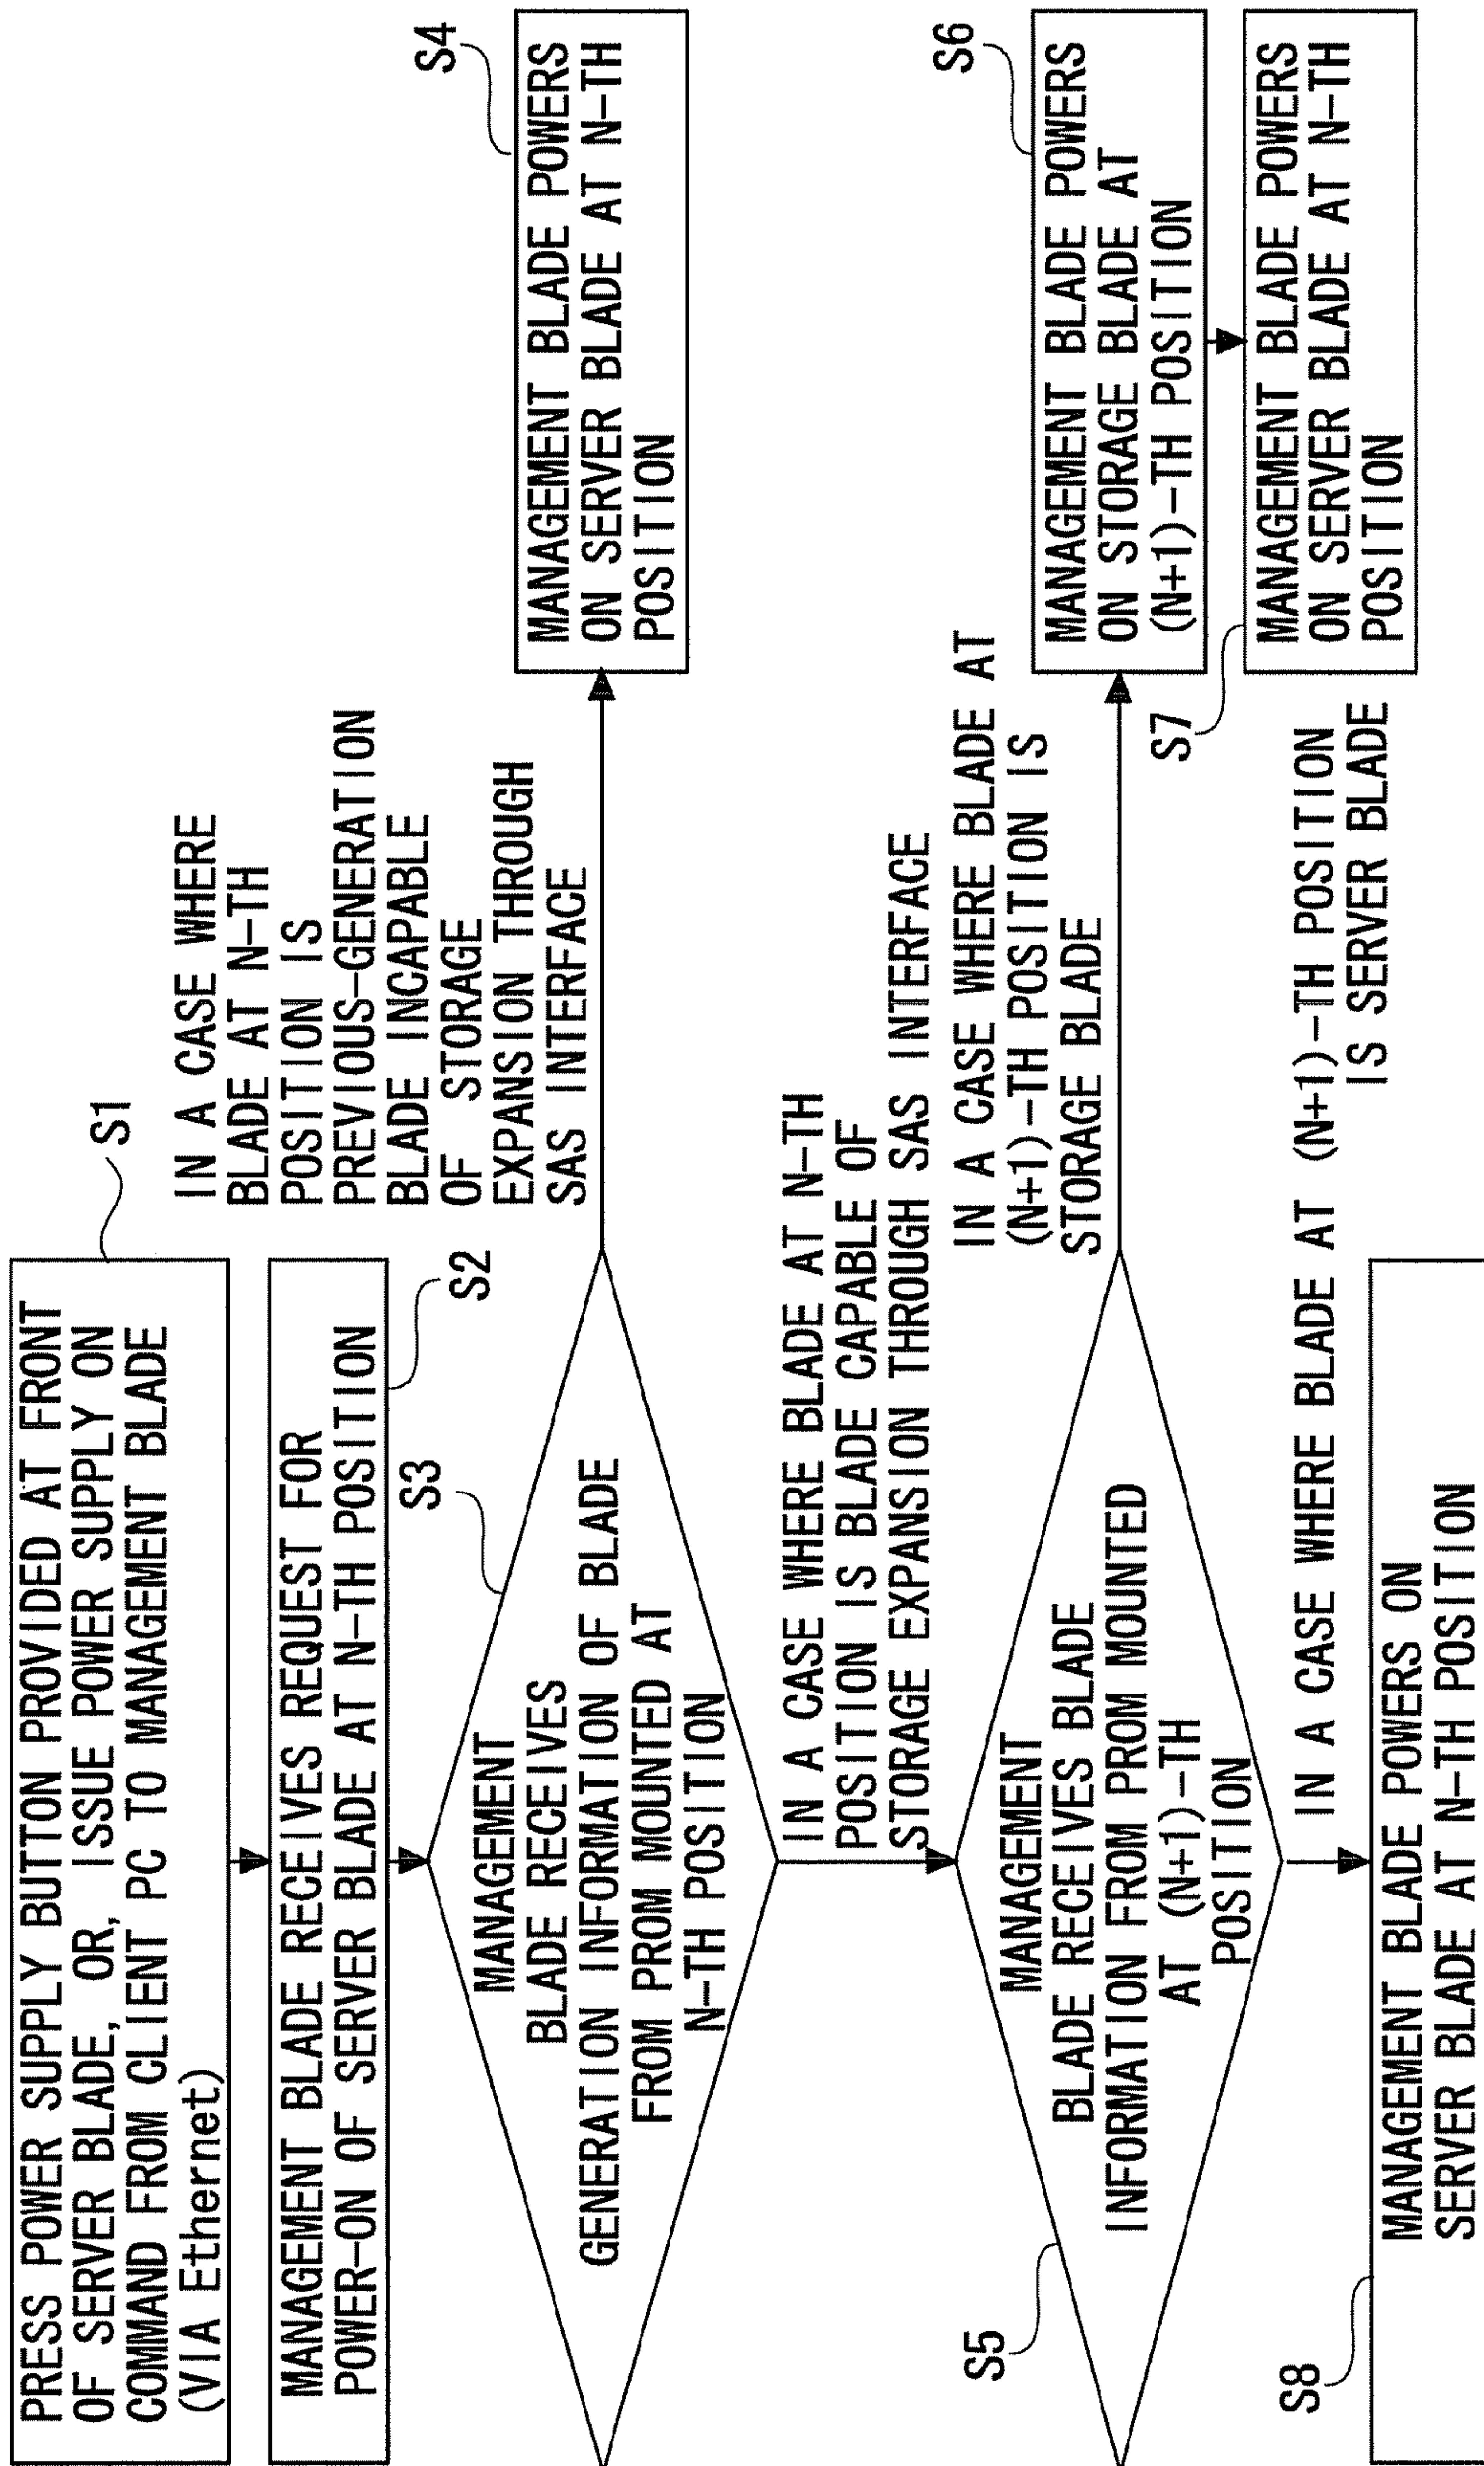 PRESS POWER SUPPLY BUTTON PROVIDED AT FRONT
OF SERVER BLADE, OR, ISSUE POWER SUPPLY ON
COMMAND FROM CLIENT PC TO MANAGEMENT BLADE
(VIA Ethernet)
S1
MANAGEMENT BLADE RECEIVES REQUEST FOR
POWER-ON OF SERVER BLADE AT N-TH POSITION
S2
MANAGEMENT
BLADE RECEIVES
GENERATION INFORMATION OF BLADE
FROM PROM MOUNTED AT
N-TH POSITION
S3
IN A CASE WHERE
BLADE AT N-TH
POSITION IS
PREVIOUS-GENERATION
BLADE INCAPABLE
OF STORAGE
EXPANSION THROUGH
SAS INTERFACE
MANAGEMENT BLADE POWERS
ON SERVER BLADE AT N-TH
POSITION
S4
IN A CASE WHERE BLADE AT N-TH
POSITION IS BLADE CAPABLE OF
STORAGE EXPANSION THROUGH SAS INTERFACE
MANAGEMENT
BLADE RECEIVES BLADE
INFORMATION FROM PROM MOUNTED
AT (N+1)-TH
POSITION
S5
IN A CASE WHERE BLADE AT
(N+1)-TH POSITION IS
STORAGE BLADE
MANAGEMENT BLADE POWERS
ON STORAGE BLADE AT
(N+1)-TH POSITION
S6
MANAGEMENT BLADE POWERS
ON SERVER BLADE AT N-TH
POSITION
S7
IN A CASE WHERE BLADE AT (N+1)-TH POSITION
IS SERVER BLADE
MANAGEMENT BLADE POWERS ON
SERVER BLADE AT N-TH POSITION
S8